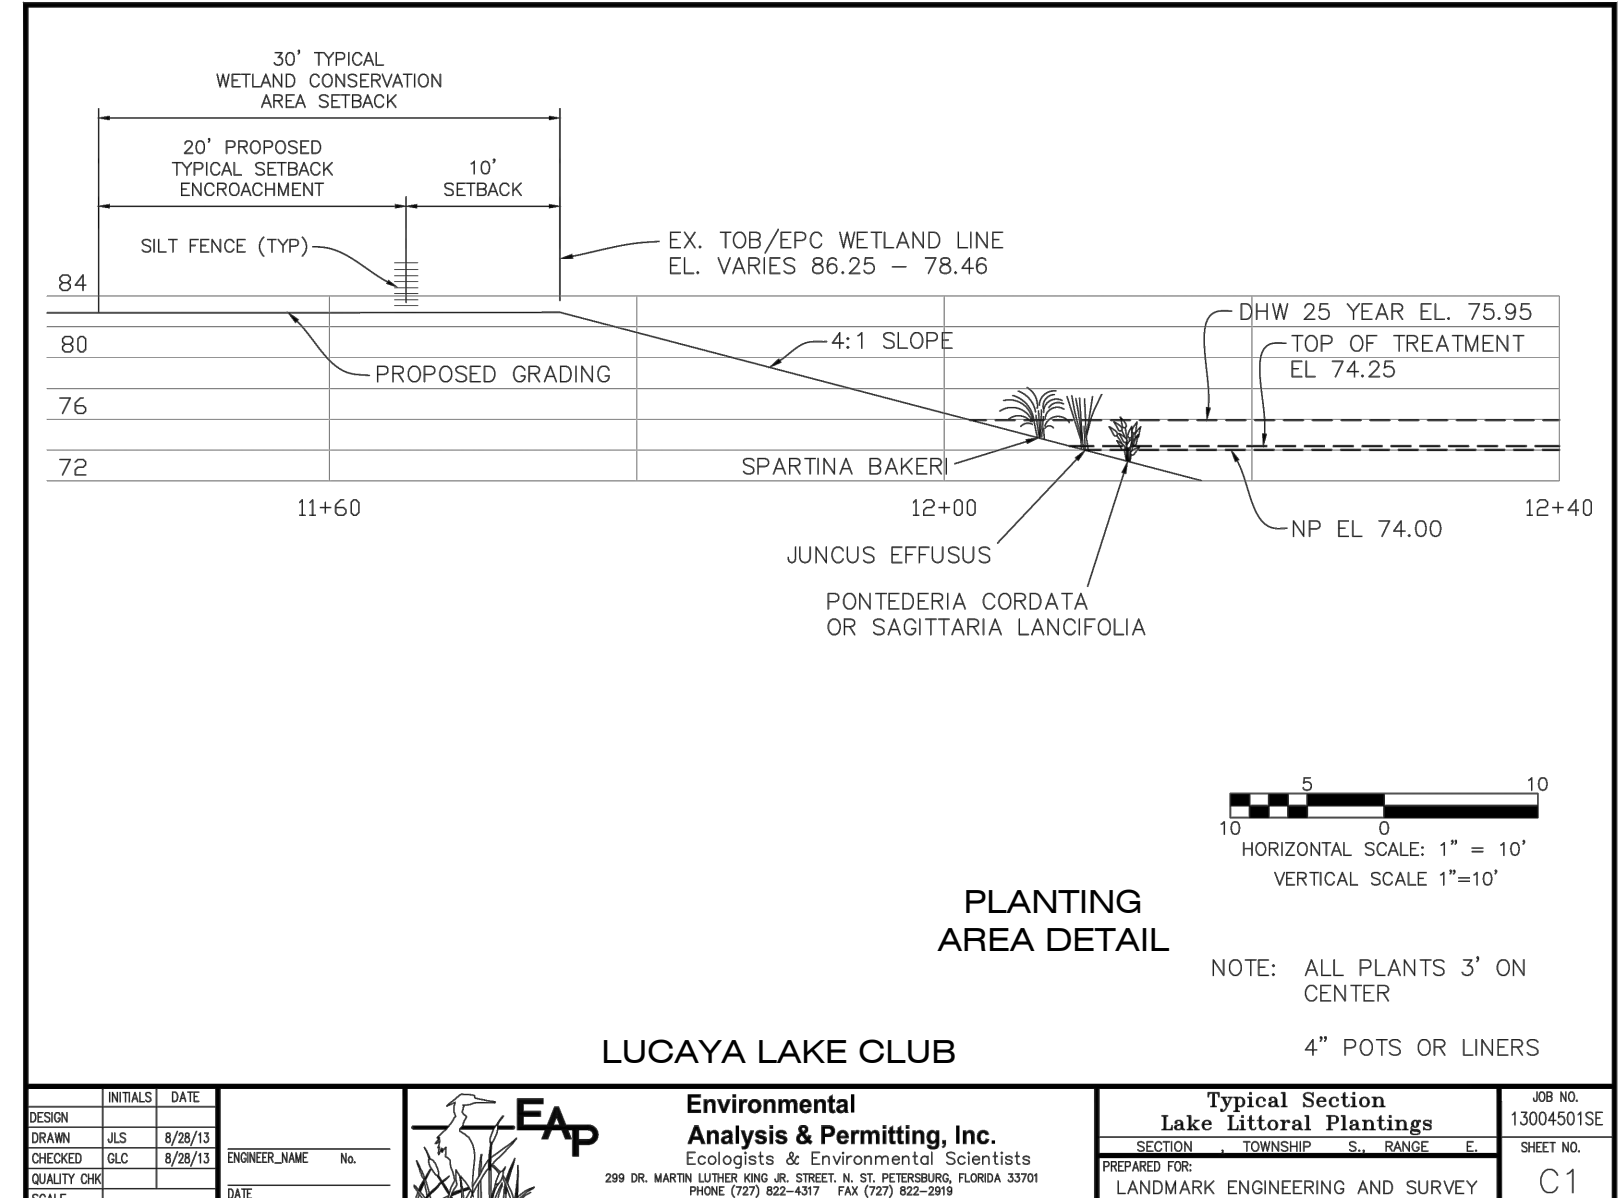 30' TYPICAL
WETLAND CONSERVATION
AREA SETBACK
20' PROPOSED
TYPICAL SETBACK
ENCROACHMENT
10'
SETBACK
SILT FENCE (TYP)
EX. TOB/EPC WETLAND LINE
EL. VARIES 86.25 – 78.46
84
80
76
72
DHW 25 YEAR EL. 75.95
TOP OF TREATMENT
EL 74.25
4:1 SLOPE
PROPOSED GRADING
SPARTINA BAKERI
11+60
12+00
12+40
NP EL 74.00
JUNCUS EFFUSUS
PONTEDERIA CORDATA
OR SAGITTARIA LANCIFOLIA
5 10
10 0
HORIZONTAL SCALE: 1" = 10'
VERTICAL SCALE 1"=10'
PLANTING
AREA DETAIL
NOTE: ALL PLANTS 3' ON
CENTER
4" POTS OR LINERS
LUCAYA LAKE CLUB
INITIALS DATE
DESIGN
DRAWN JLS 8/28/13
CHECKED GLC 8/28/13
QUALITY CHK
SCALE
ENGINEER_NAME No.
DATE
EAP
Environmental
Analysis & Permitting, Inc.
Ecologists & Environmental Scientists
299 DR. MARTIN LUTHER KING JR. STREET. N. ST. PETERSBURG, FLORIDA 33701
PHONE (727) 822–4317 FAX (727) 822–2919
Typical Section
Lake Littoral Plantings
SECTION , TOWNSHIP S., RANGE E.
PREPARED FOR:
LANDMARK ENGINEERING AND SURVEY
JOB NO.
13004501SE
SHEET NO.
C1